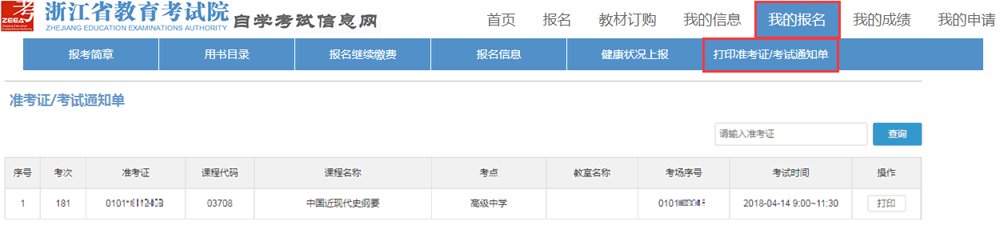 浙江省教育考试院 自学考试信息网
ZHEJIANG EDUCATION EXAMINATIONS AUTHORITY
考
ZEEA
首页 报名 教材订购 我的信息 我的报名 我的成绩 我的申请
报考简章 用书目录 报名继续缴费 报名信息 健康状况上报 打印准考证/考试通知单
准考证/考试通知单
请输入准考证 查询
序号 考次 准考证 课程代码 课程名称 考点 教室名称 考场序号 考试时间 操作
1 181 0101 03708 中国近现代史纲要 高级中学 0101 2018-04-14 9:00~11:30 打印